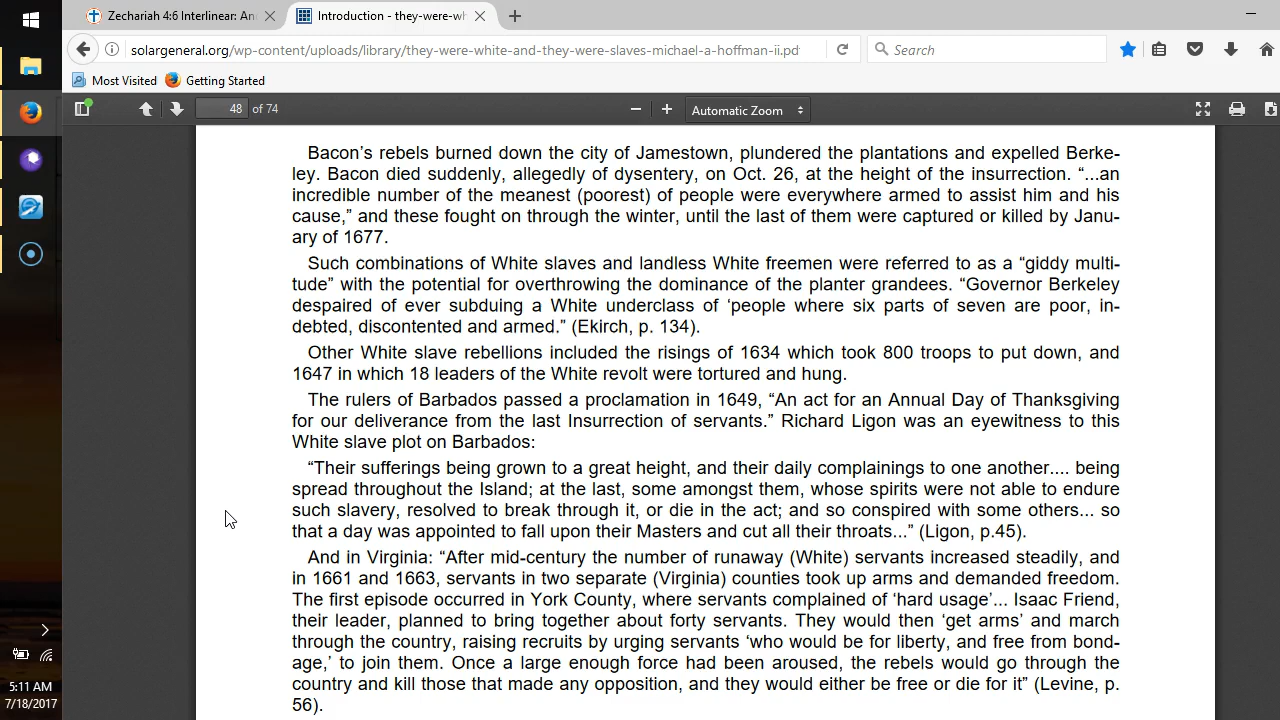 Zechariah 4:6 Interlinear: An
Introduction - they-were-wh
solargeneral.org/wp-content/uploads/library/they-were-white-and-they-were-slaves-michael-a-hoffman-ii.pdf
Search
Most Visited
Getting Started
48 of 74
Automatic Zoom
Bacon’s rebels burned down the city of Jamestown, plundered the plantations and expelled Berke-
ley. Bacon died suddenly, allegedly of dysentery, on Oct. 26, at the height of the insurrection. “...an
incredible number of the meanest (poorest) of people were everywhere armed to assist him and his
cause,” and these fought on through the winter, until the last of them were captured or killed by Janu-
ary of 1677.
Such combinations of White slaves and landless White freemen were referred to as a “giddy multi-
tude” with the potential for overthrowing the dominance of the planter grandees. “Governor Berkeley
despaired of ever subduing a White underclass of ‘people where six parts of seven are poor, in-
debted, discontented and armed.” (Ekirch, p. 134).
Other White slave rebellions included the risings of 1634 which took 800 troops to put down, and
1647 in which 18 leaders of the White revolt were tortured and hung.
The rulers of Barbados passed a proclamation in 1649, “An act for an Annual Day of Thanksgiving
for our deliverance from the last Insurrection of servants.” Richard Ligon was an eyewitness to this
White slave plot on Barbados:
“Their sufferings being grown to a great height, and their daily complainings to one another.... being
spread throughout the Island; at the last, some amongst them, whose spirits were not able to endure
such slavery, resolved to break through it, or die in the act; and so conspired with some others... so
that a day was appointed to fall upon their Masters and cut all their throats...” (Ligon, p.45).
And in Virginia: “After mid-century the number of runaway (White) servants increased steadily, and
in 1661 and 1663, servants in two separate (Virginia) counties took up arms and demanded freedom.
The first episode occurred in York County, where servants complained of ‘hard usage’... Isaac Friend,
their leader, planned to bring together about forty servants. They would then ‘get arms’ and march
through the country, raising recruits by urging servants ‘who would be for liberty, and free from bond-
age,’ to join them. Once a large enough force had been aroused, the rebels would go through the
country and kill those that made any opposition, and they would either be free or die for it” (Levine, p.
56).
5:11 AM
7/18/2017